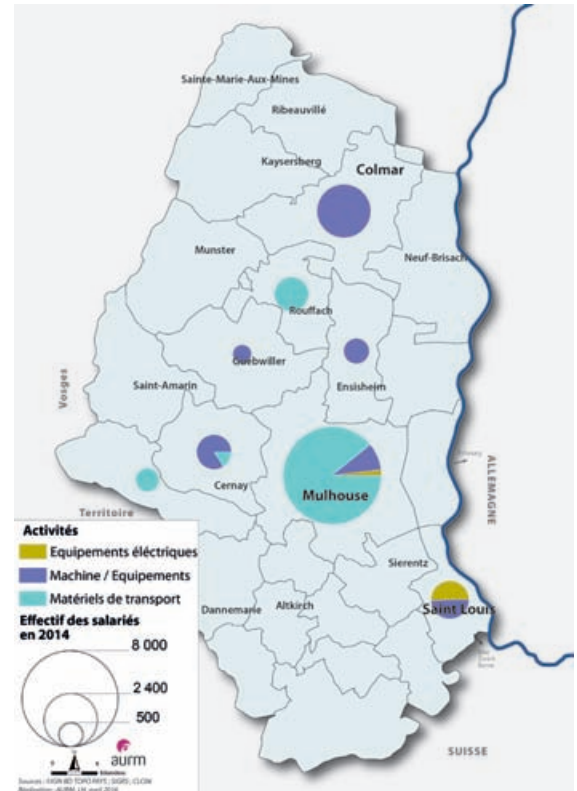 Sainte-Marie-Aux-Mines
Ribeauvillé
Kaysersberg
Colmar
Munster
Neuf-Brisach
Rouffach
Guebwiller
Ensisheim
Saint-Amarin
Vosges
Cernay
Mulhouse
ALLEMAGNE
Territoire
Sierentz
Saint Louis
Dannemarie
Altkirch
SUISSE
Activités
Equipements éléctriques
Machine / Equipements
Matériels de transport
Effectif des salariés
en 2014
8 000
2 400
500
aurm